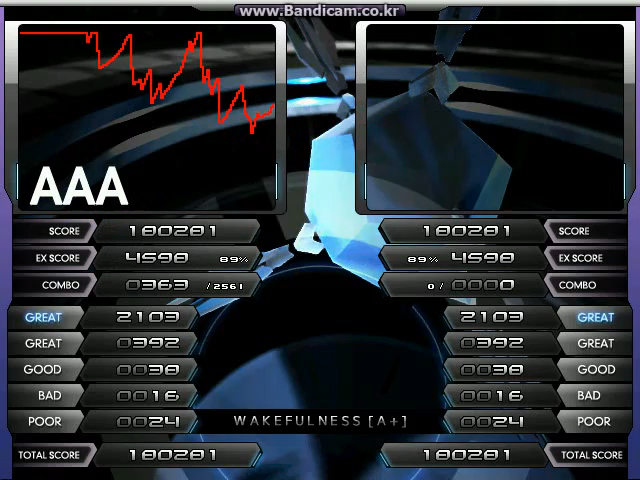 www.Bandicam.co.kr
AAA
SCORE 180281 180281 SCORE
EX SCORE 4598 89% 89% 4598 EX SCORE
COMBO 0363 /2561 0/ 0000 COMBO
GREAT 2103 2103 GREAT
GREAT 0392 0392 GREAT
GOOD 0038 0038 GOOD
BAD 0016 0016 BAD
POOR 0024 WAKEFULNESS [A+] 0024 POOR
TOTAL SCORE 180281 180281 TOTAL SCORE